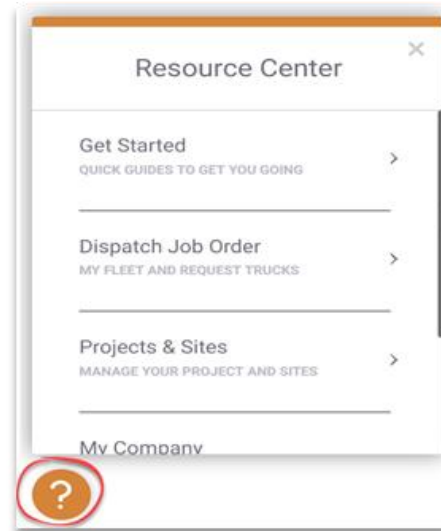 Resource Center
Get Started
QUICK GUIDES TO GET YOU GOING
Dispatch Job Order
MY FLEET AND REQUEST TRUCKS
Projects & Sites
MANAGE YOUR PROJECT AND SITES
My Company
?